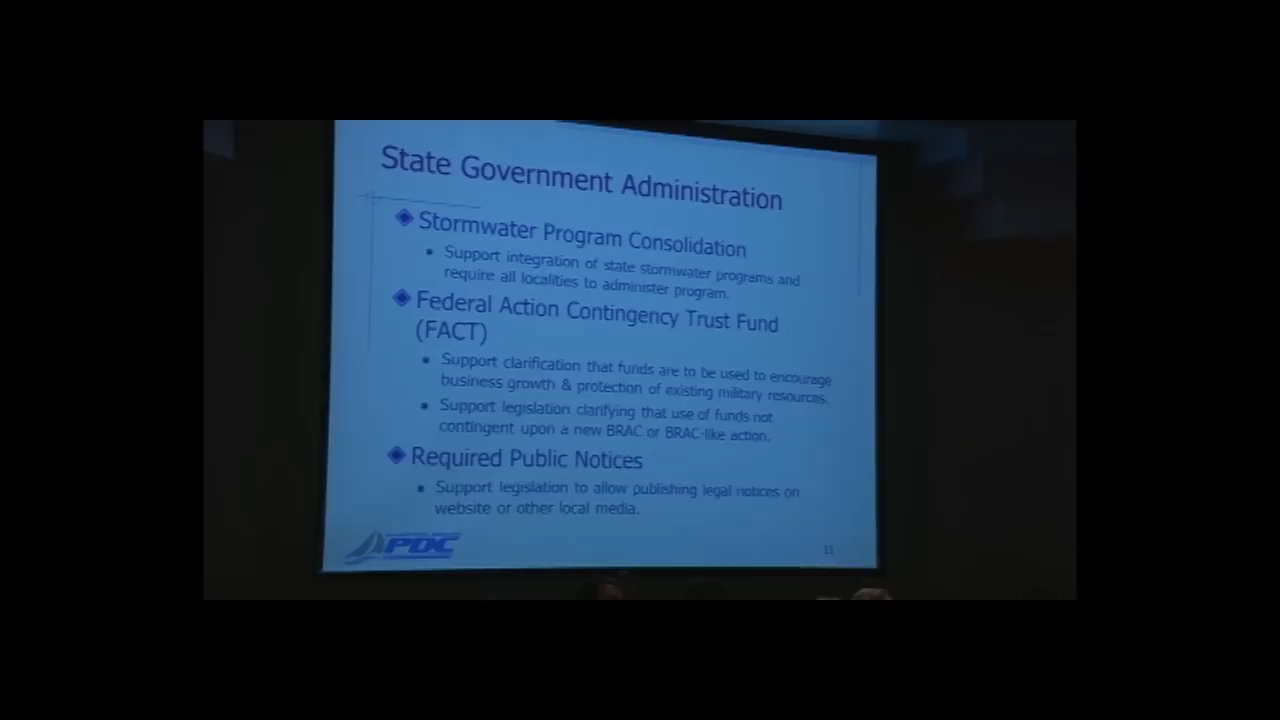 State Government Administration
Stormwater Program Consolidation
Support integration of state stormwater programs and
require all localities to administer program.
Federal Action Contingency Trust Fund
(FACT)
Support clarification that funds are to be used to encourage
business growth & protection of existing military resources.
Support legislation clarifying that use of funds not
contingent upon a new BRAC or BRAC-like action.
Required Public Notices
Support legislation to allow publishing legal notices on
website or other local media.
PDC
11